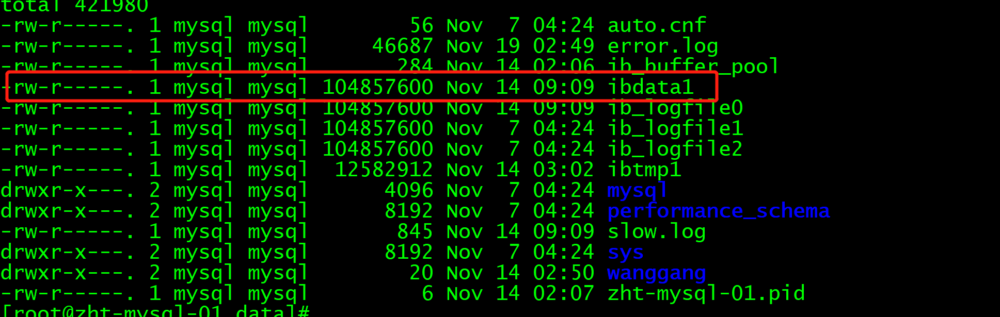 total 421980
-rw-r-----. 1 mysql mysql        56 Nov  7 04:24 auto.cnf
-rw-r-----. 1 mysql mysql     46687 Nov 19 02:49 error.log
-rw-r-----. 1 mysql mysql       284 Nov 14 02:06 ib_buffer_pool
-rw-r-----. 1 mysql mysql 104857600 Nov 14 09:09 ibdata1
-rw-r-----. 1 mysql mysql 104857600 Nov 14 09:09 ib_logfile0
-rw-r-----. 1 mysql mysql 104857600 Nov  7 04:24 ib_logfile1
-rw-r-----. 1 mysql mysql 104857600 Nov  7 04:24 ib_logfile2
-rw-r-----. 1 mysql mysql  12582912 Nov 14 03:02 ibtmp1
drwxr-x---. 2 mysql mysql      4096 Nov  7 04:24 mysql
drwxr-x---. 2 mysql mysql      8192 Nov  7 04:24 performance_schema
-rw-r-----. 1 mysql mysql       845 Nov 14 09:09 slow.log
drwxr-x---. 2 mysql mysql      8192 Nov  7 04:24 sys
drwxr-x---. 2 mysql mysql        20 Nov 14 02:50 wanggang
-rw-r-----. 1 mysql mysql         6 Nov 14 02:07 zht-mysql-01.pid
[root@zht-mysql-01 data]#